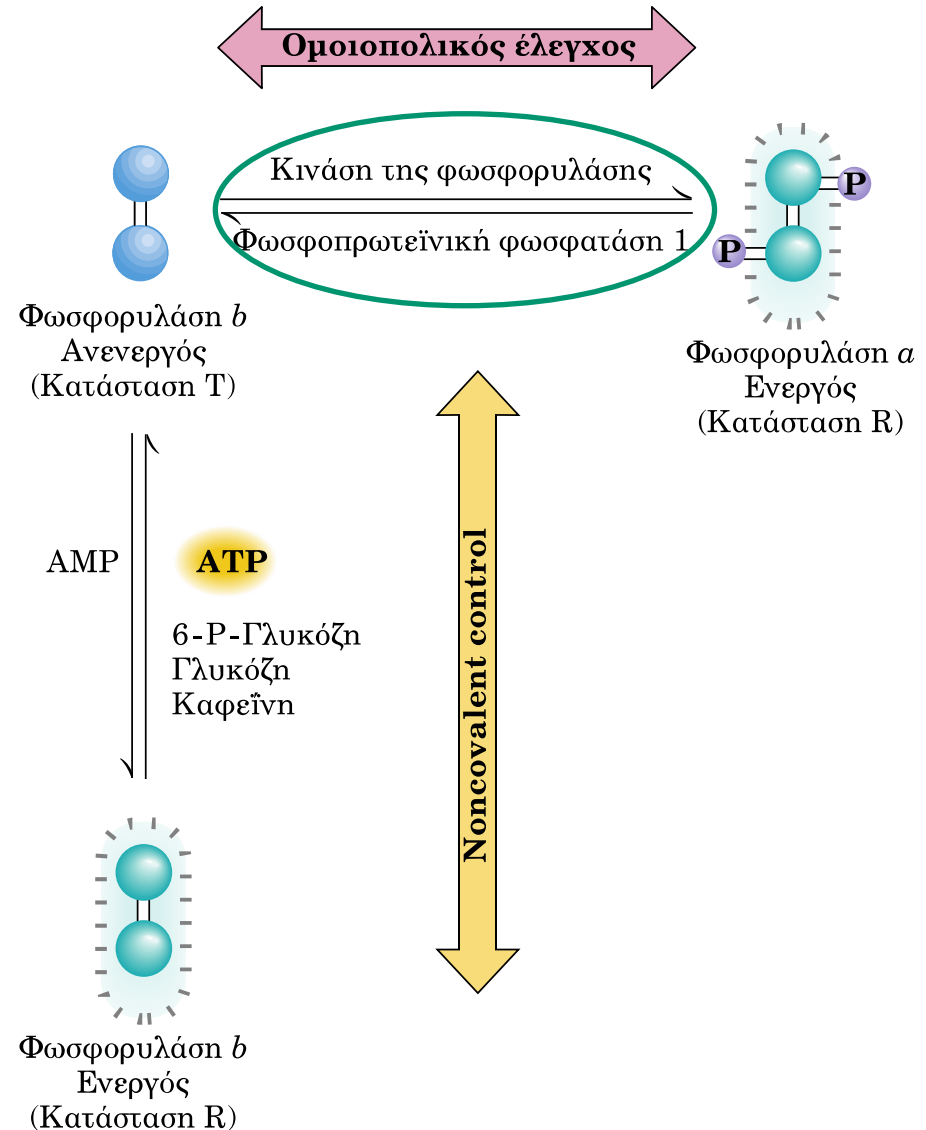 Ομοιοπολικός έλεγχος
Κινάση της φωσφορυλάσης
Φωσφοπρωτεϊνική φωσφατάση 1
P
P
Φωσφορυλάση b
Ανενεργός
(Κατάσταση T)
Φωσφορυλάση a
Ενεργός
(Κατάσταση R)
AMP
ATP
6-P-Γλυκόζη
Γλυκόζη
Καφεΐνη
Noncovalent control
Φωσφορυλάση b
Ενεργός
(Κατάσταση R)